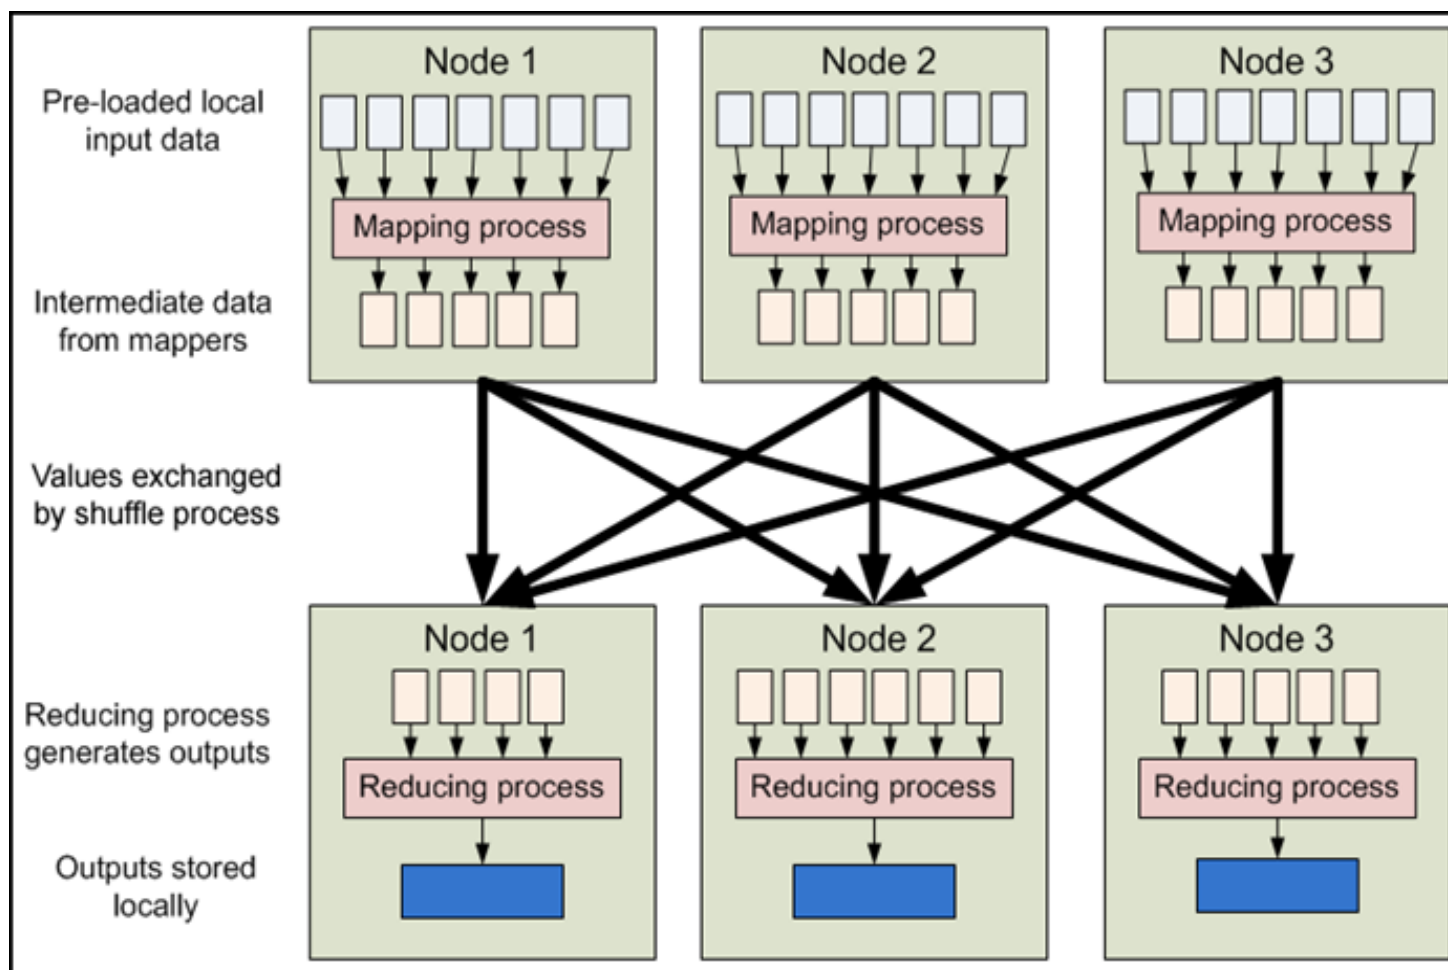 Node 1
Node 2
Node 3
Pre-loaded local
input data
Mapping process
Mapping process
Mapping process
Intermediate data
from mappers
Values exchanged
by shuffle process
Node 1
Node 2
Node 3
Reducing process
generates outputs
Reducing process
Reducing process
Reducing process
Outputs stored
locally